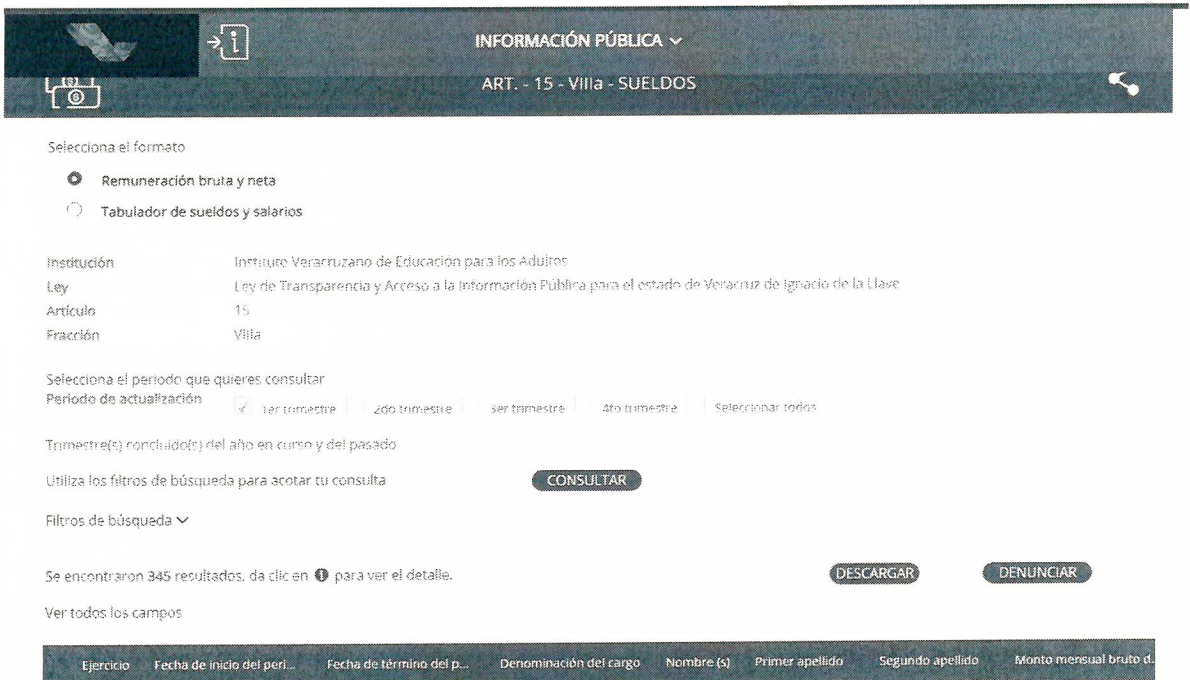 INFORMACIÓN PÚBLICA
ART. - 15 - VIIIa - SUELDOS
Selecciona el formato
Remuneración bruta y neta
Tabulador de sueldos y salarios
Institución Instituto Veracruzano de Educación para los Adultos
Ley Ley de Transparencia y Acceso a la Información Pública para el estado de Veracruz de Ignacio de la Llave
Artículo 15
Fracción VIIIa
Selecciona el periodo que quieres consultar
Periodo de actualización 1er trimestre 2do trimestre 3er trimestre 4to trimestre Seleccionar todos
Trimestre(s) concluido(s) del año en curso y del pasado
Utiliza los filtros de búsqueda para acotar tu consulta CONSULTAR
Filtros de búsqueda
Se encontraron 345 resultados, da clic en i para ver el detalle. DESCARGAR DENUNCIAR
Ver todos los campos
Ejercicio Fecha de inicio del peri... Fecha de término del p... Denominación del cargo Nombre (s) Primer apellido Segundo apellido Monto mensual bruto d...